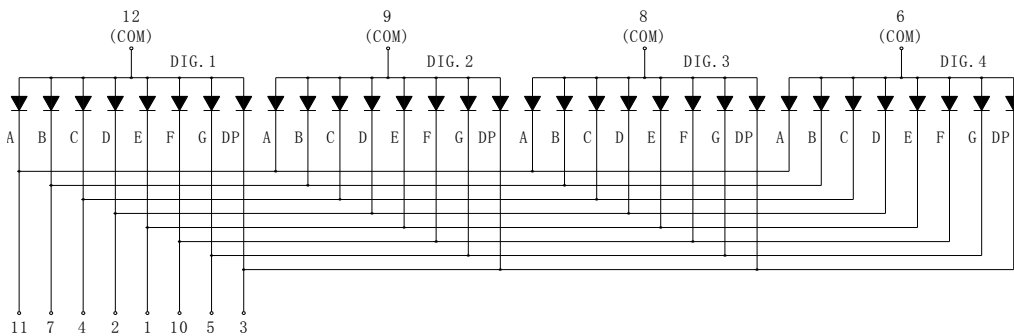 12 9 8 6
(COM) (COM) (COM) (COM)
DIG.1 DIG.2 DIG.3 DIG.4
A B C D E F G DP A B C D E F G DP A B C D E F G DP A B C D E F G DP
11 7 4 2 1 10 5 3